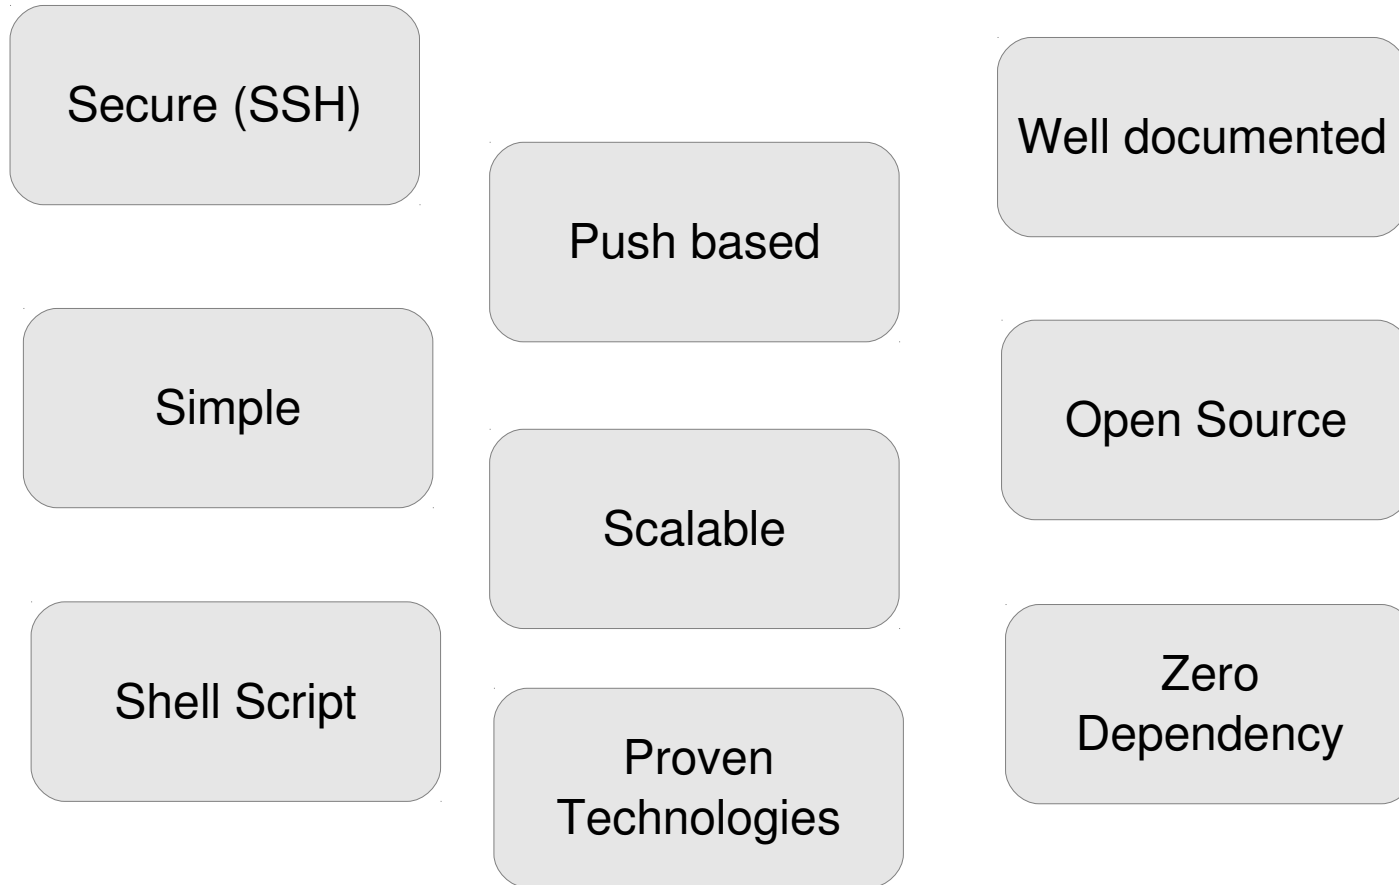 Secure (SSH)
Well documented
Push based
Simple
Open Source
Scalable
Shell Script
Zero
Dependency
Proven
Technologies